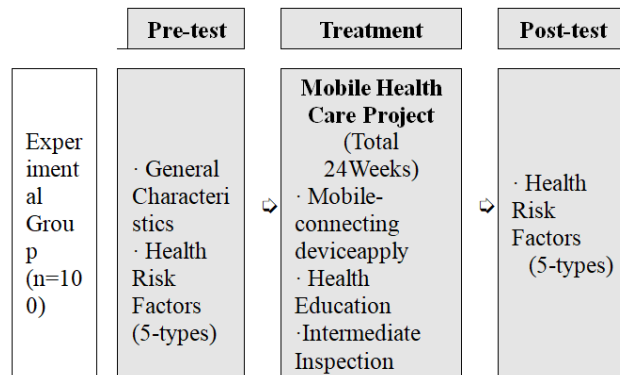 Pre-test
Treatment
Post-test
Exper
iment
al
Grou
p
(n=10
0)
· General
Characteri
stics
· Health
Risk
Factors
(5-types)
➩
Mobile Health
Care Project
(Total
24Weeks)
· Mobile-
connecting
deviceapply
· Health
Education
·Intermediate
Inspection
➩
· Health
Risk
Factors
(5-types)